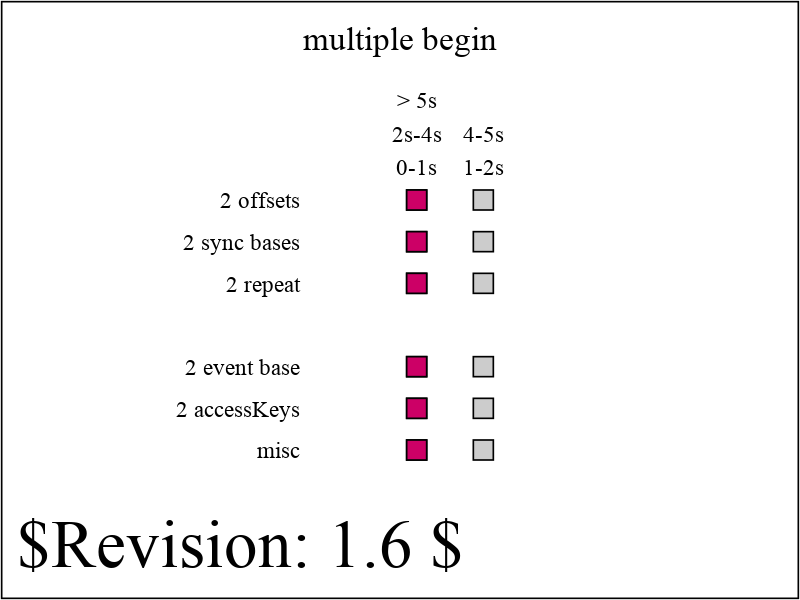 multiple begin
> 5s
2s-4s 4-5s
0-1s 1-2s
2 offsets
2 sync bases
2 repeat
2 event base
2 accessKeys
misc
$Revision: 1.6 $